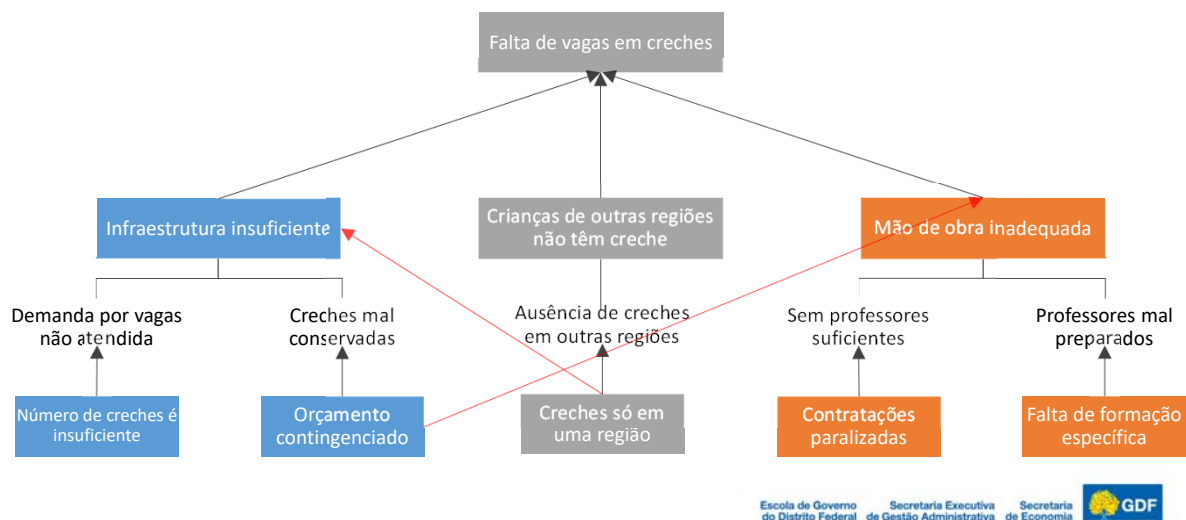 Falta de vagas em creches
Infraestrutura insuficiente
Crianças de outras regiões
não têm creche
Mão de obra inadequada
Demanda por vagas
não atendida
Creches mal
conservadas
Ausência de creches
em outras regiões
Sem professores
suficientes
Professores mal
preparados
Número de creches é
insuficiente
Orçamento
contingenciado
Creches só em
uma região
Contratações
paralizadas
Falta de formação
específica
Escola de Governo
do Distrito Federal
Secretaria Executiva
de Gestão Administrativa
Secretaria
de Economia
GDF